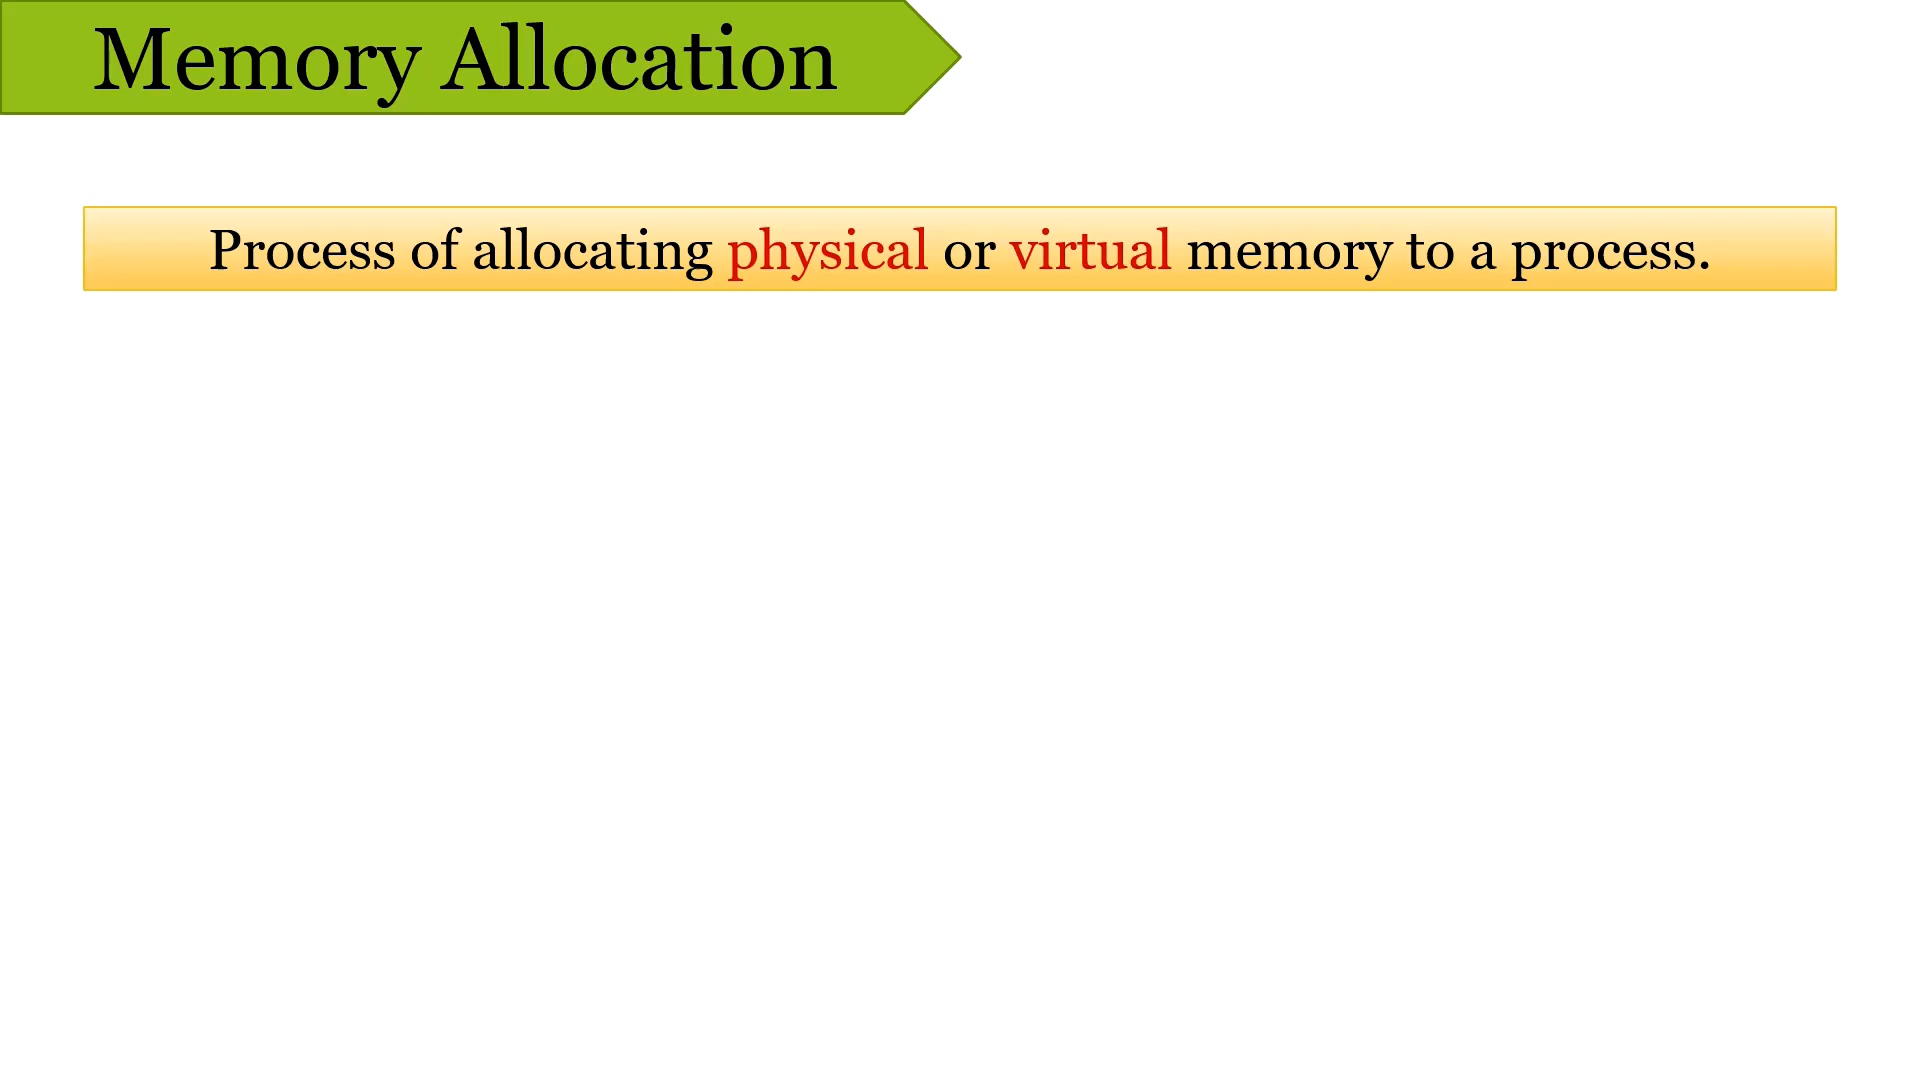 Memory Allocation
Process of allocating physical or virtual memory to a process.